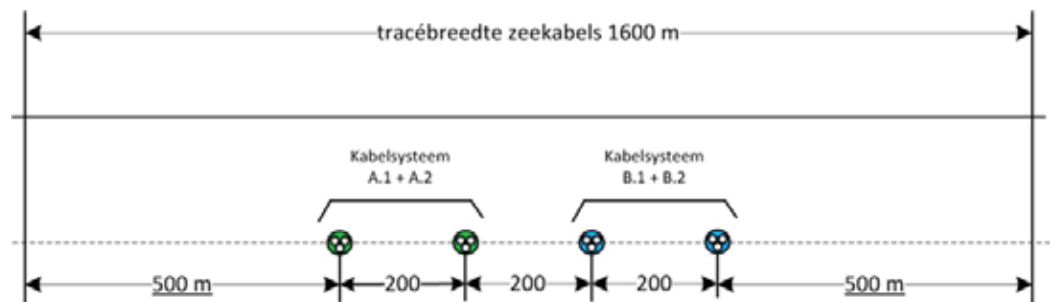 tracébreedte zeekabels 1600 m
Kabelsysteem
A.1 + A.2
Kabelsysteem
B.1 + B.2
500 m
200
200
200
500 m